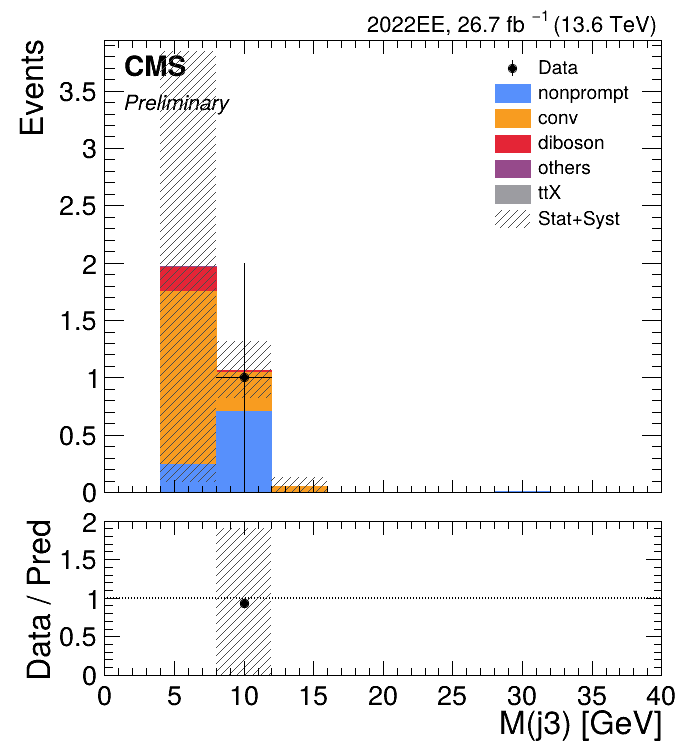 2022EE, 26.7 fb⁻¹ (13.6 TeV)
CMS
Preliminary
Events
Data
nonprompt
conv
diboson
others
ttX
Stat+Syst
3.5
3
2.5
2
1.5
1
0.5
0
Data / Pred
2
1.5
1
0.5
0
0 5 10 15 20 25 30 35 40
M(j3) [GeV]